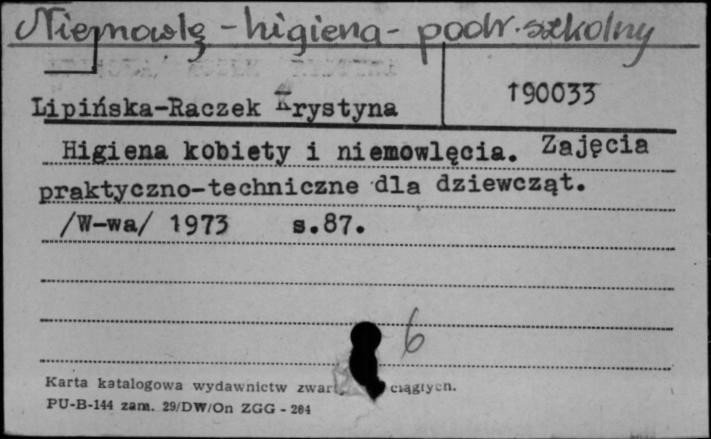 Niemowlę - higiena - podr. szkolny
190033
Lipińska-Raczek Krystyna
Higiena kobiety i niemowlęcia. Zajęcia
praktyczno-techniczne dla dziewcząt.
/W-wa/ 1973 s.87.
6
Karta katalogowa wydawnictw zwar ciągłych.
PU-B-144 zam. 29/DW/On ZGG - 204